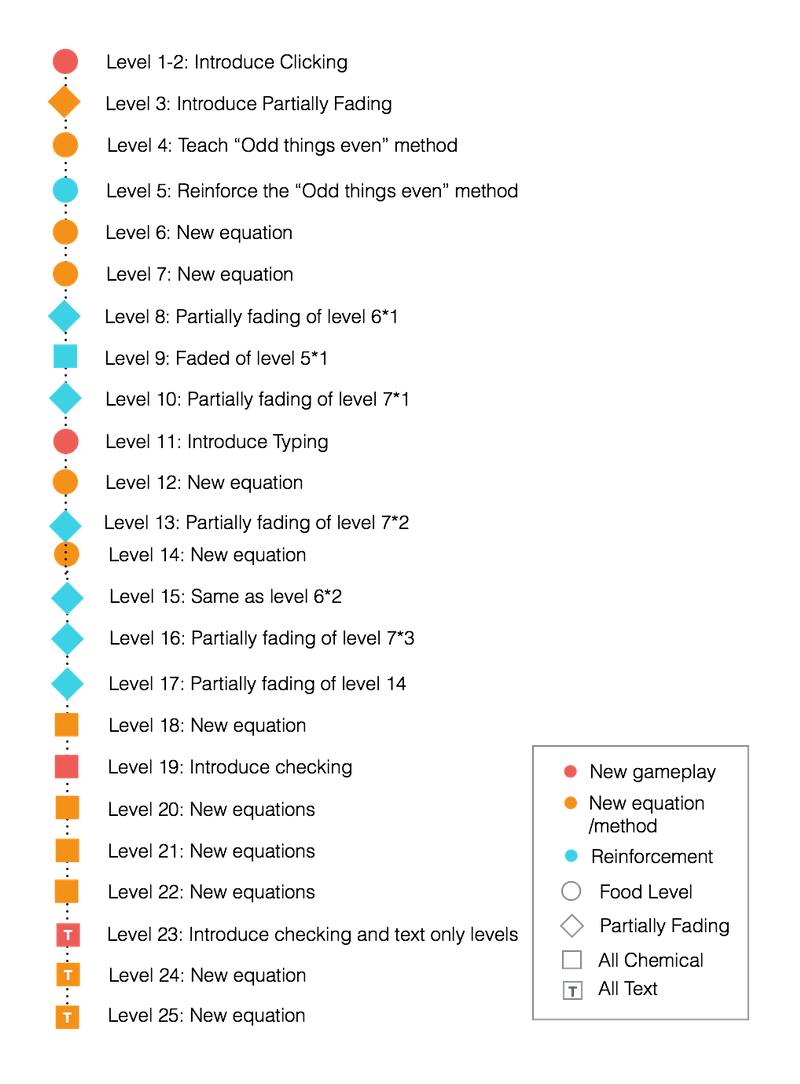 Level 1-2: Introduce Clicking
Level 3: Introduce Partially Fading
Level 4: Teach “Odd things even” method
Level 5: Reinforce the “Odd things even” method
Level 6: New equation
Level 7: New equation
Level 8: Partially fading of level 6*1
Level 9: Faded of level 5*1
Level 10: Partially fading of level 7*1
Level 11: Introduce Typing
Level 12: New equation
Level 13: Partially fading of level 7*2
Level 14: New equation
Level 15: Same as level 6*2
Level 16: Partially fading of level 7*3
Level 17: Partially fading of level 14
Level 18: New equation
Level 19: Introduce checking
Level 20: New equations
Level 21: New equations
Level 22: New equations
T Level 23: Introduce checking and text only levels
T Level 24: New equation
T Level 25: New equation
New gameplay
New equation
/method
Reinforcement
Food Level
Partially Fading
All Chemical
T All Text